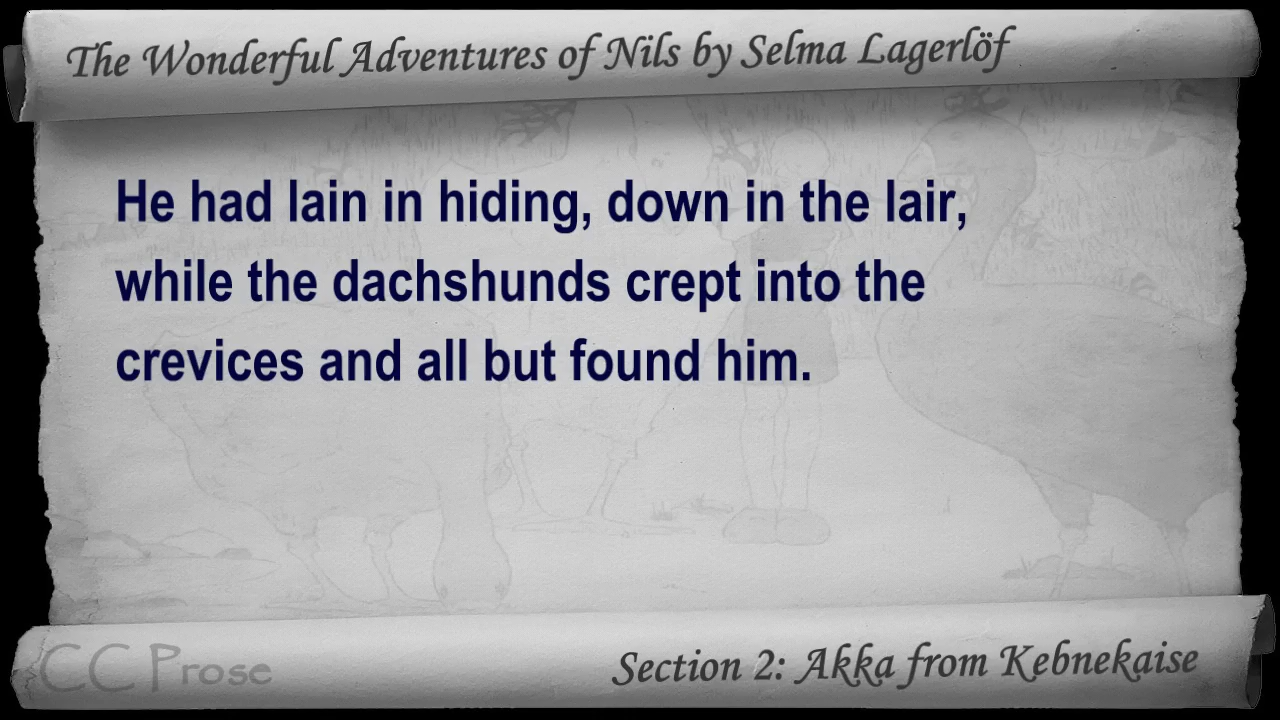 The Wonderful Adventures of Nils by Selma Lagerlöf
He had lain in hiding, down in the lair,
while the dachshunds crept into the
crevices and all but found him.
CC Prose
Section 2: Akka from Kebnekaise